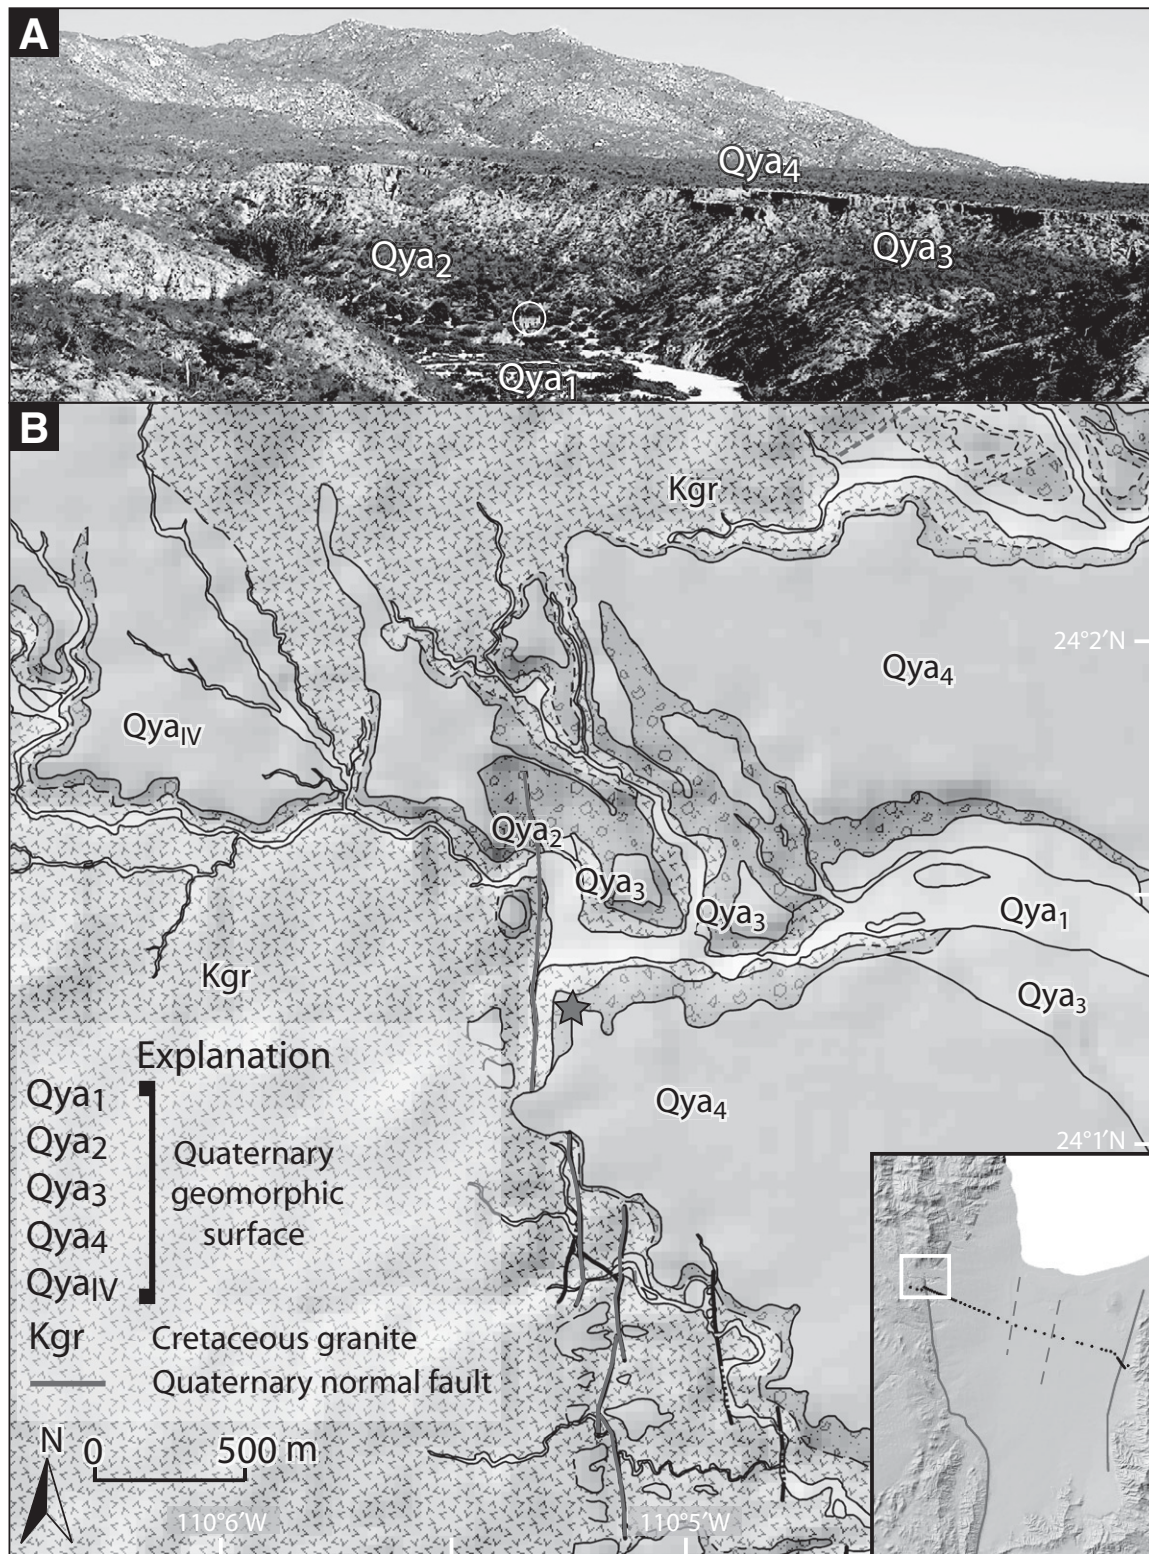 A
Qya4
Qya2
Qya3
Qya1
B
Kgr
24°2'N
Qya4
QyaIV
Qya2
Qya3
Qya3
Qya1
Kgr
Qya3
Explanation
Qya1
Qya2
Qya3
Qya4
QyaIV
Quaternary
geomorphic
surface
Qya4
24°1'N
Kgr Cretaceous granite
Quaternary normal fault
N 0 500 m
110°6'W
110°5'W